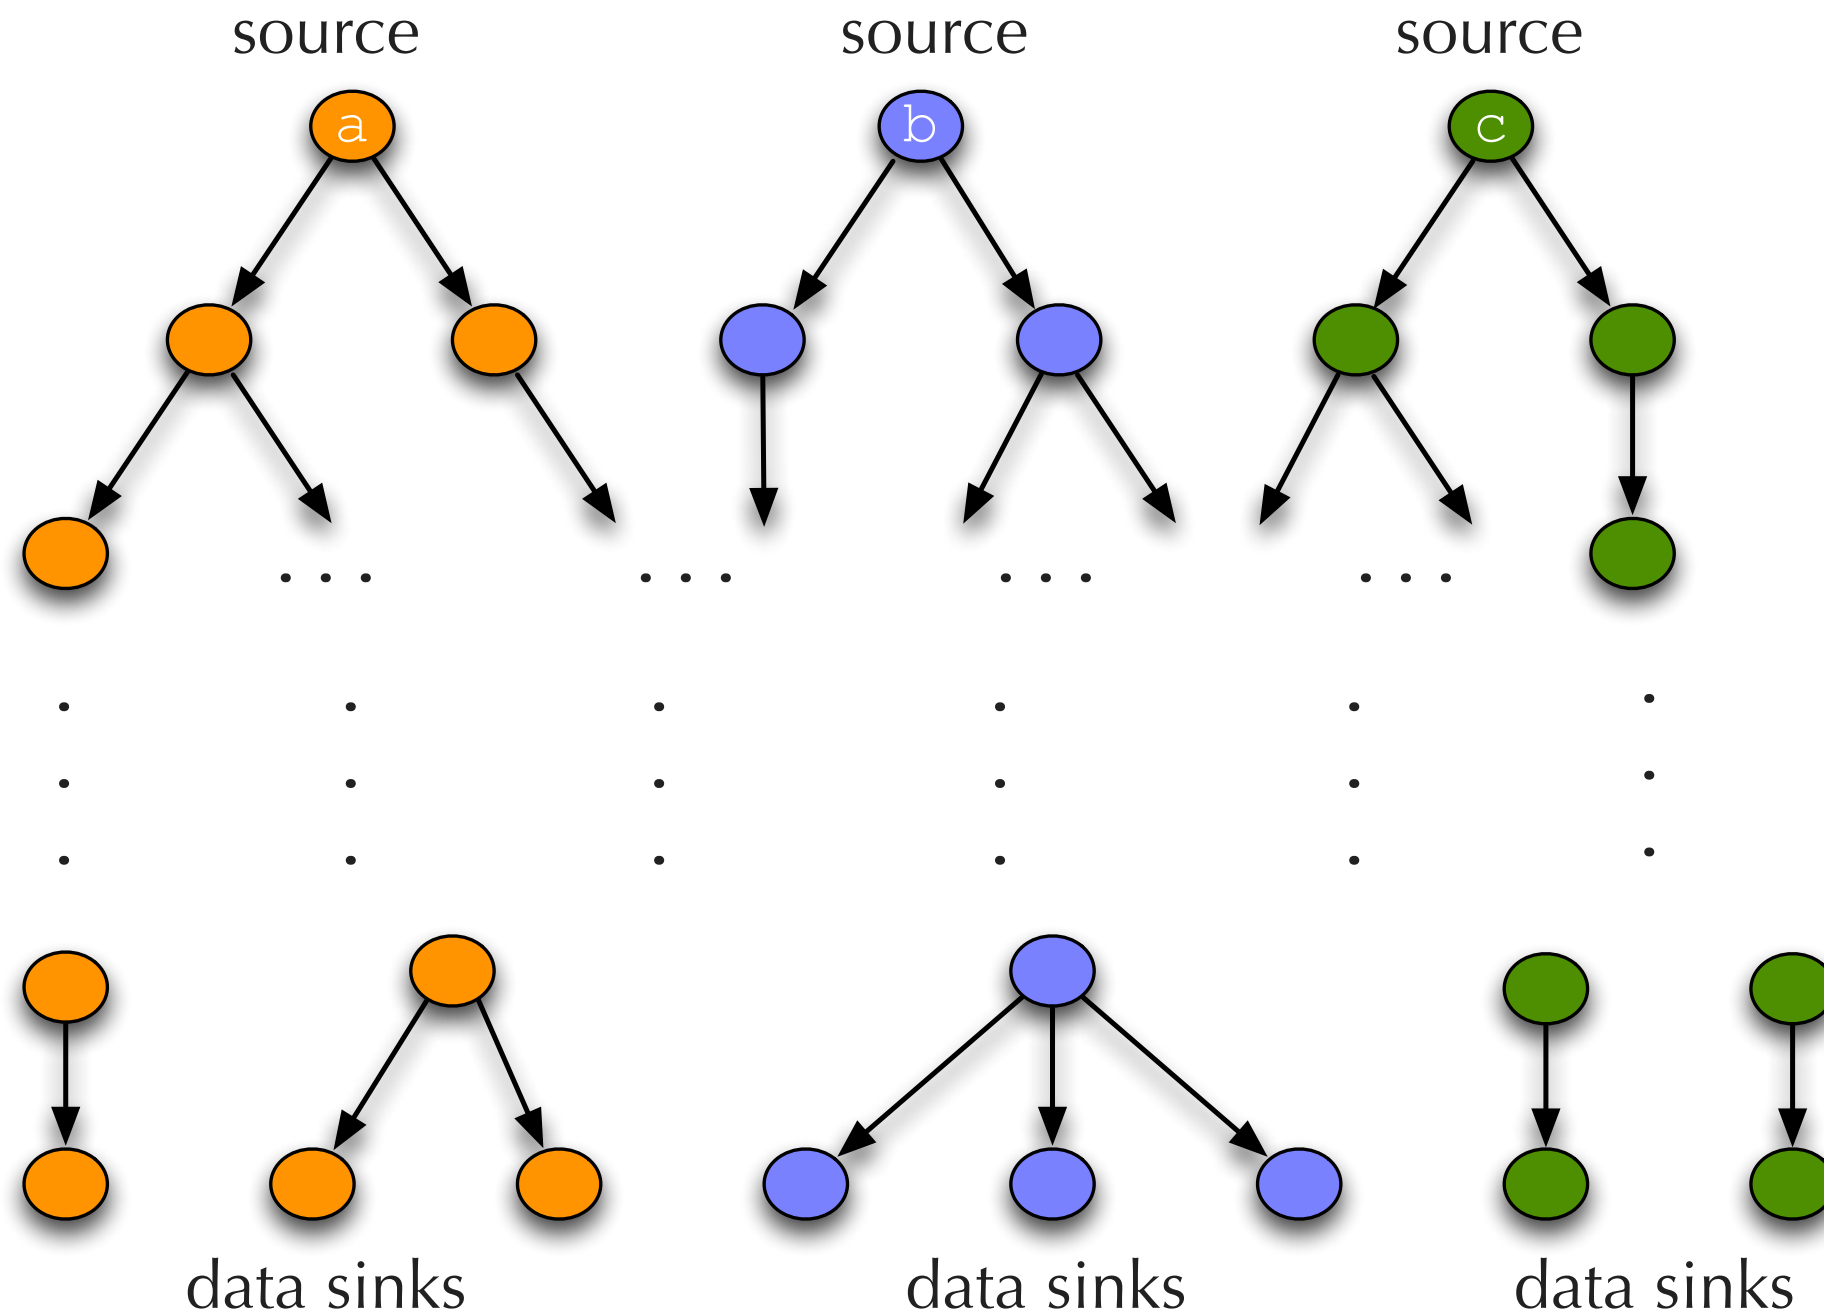 source source source
a b c
... ... ... ...
data sinks data sinks data sinks